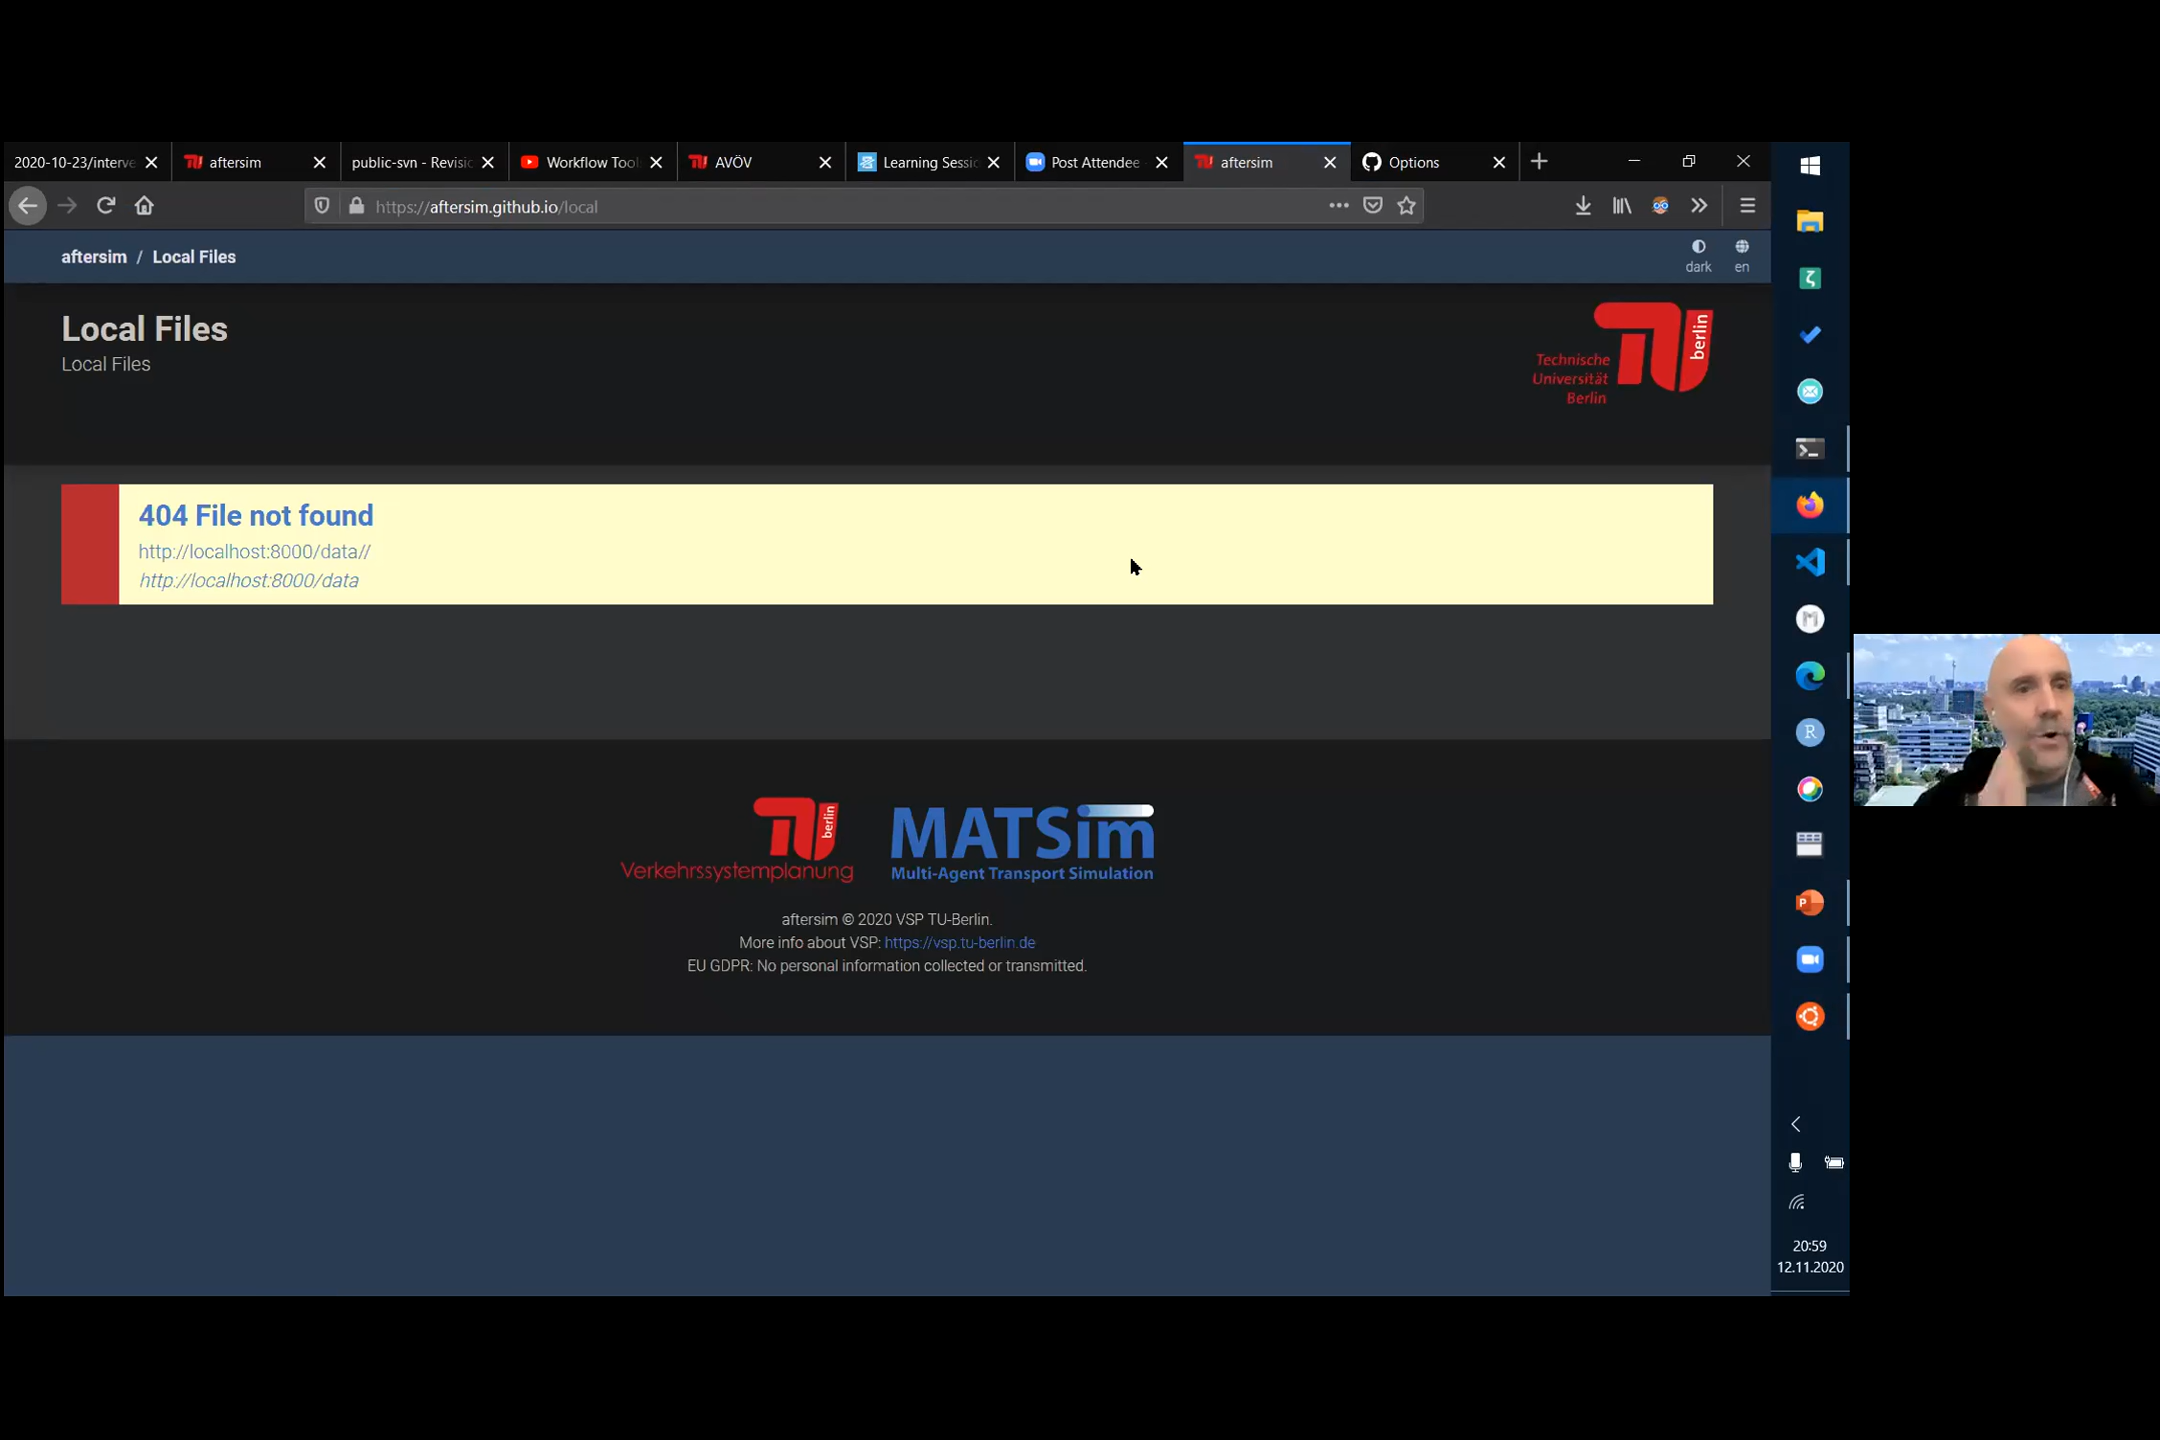 2020-10-23/interve
aftersim
public-svn - Revisio
Workflow Tool
AVÖV
Learning Sessi
Post Attendee
aftersim
Options
https://aftersim.github.io/local
aftersim / Local Files
dark
en
Local Files
Local Files
berlin
Technische
Universität
Berlin
404 File not found
http://localhost:8000/data//
http://localhost:8000/data
berlin
Verkehrssystemplanung
MATSim
Multi-Agent Transport Simulation
aftersim © 2020 VSP TU-Berlin.
More info about VSP: https://vsp.tu-berlin.de
EU GDPR: No personal information collected or transmitted.
20:59
12.11.2020